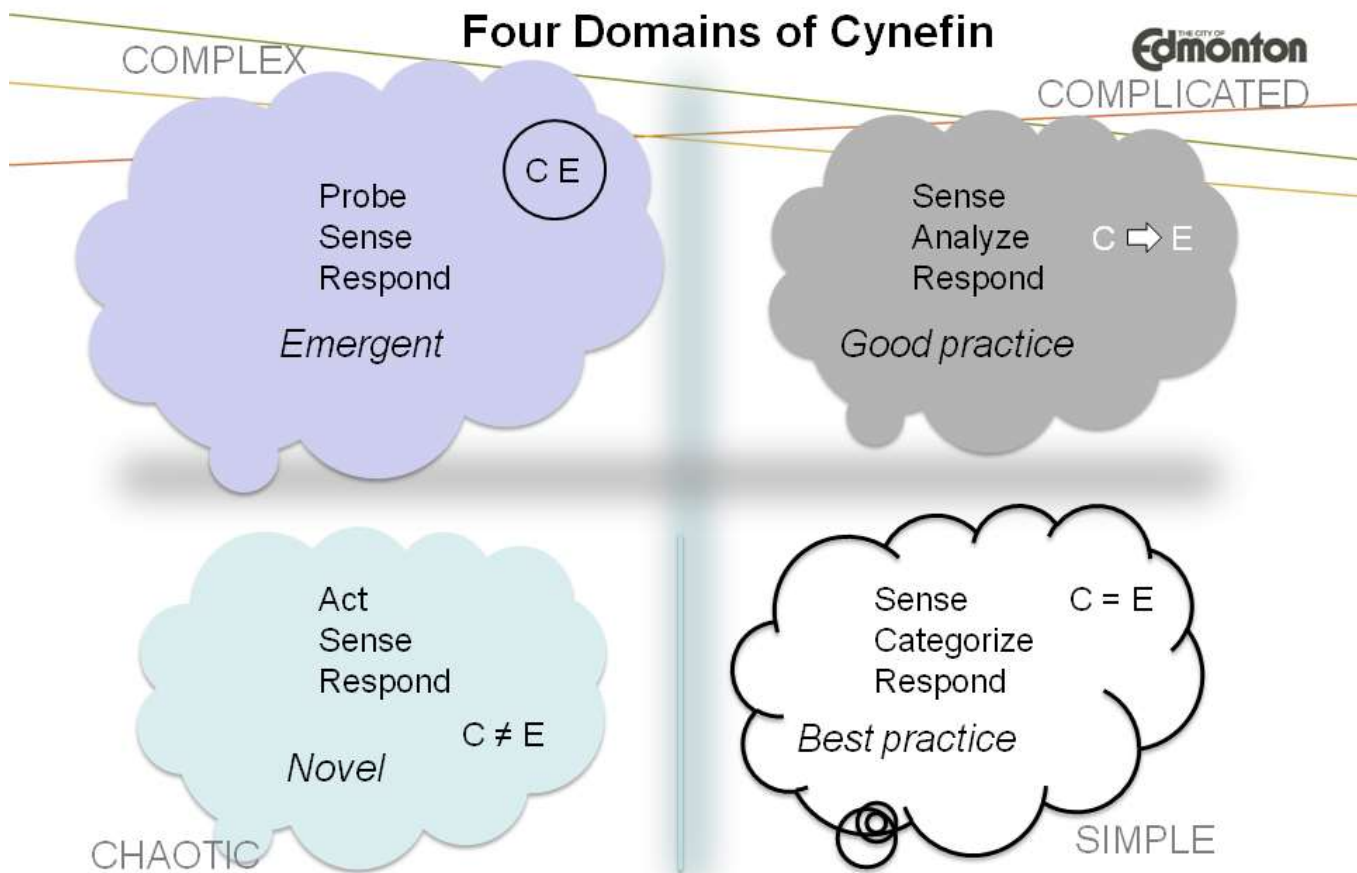 Four Domains of Cynefin
THE CITY OF
Edmonton
COMPLEX
C E
Probe
Sense
Respond
Emergent
COMPLICATED
Sense
Analyze
Respond
C ⇨ E
Good practice
Act
Sense
Respond
C ≠ E
Novel
CHAOTIC
Sense
Categorize
Respond
C = E
Best practice
SIMPLE